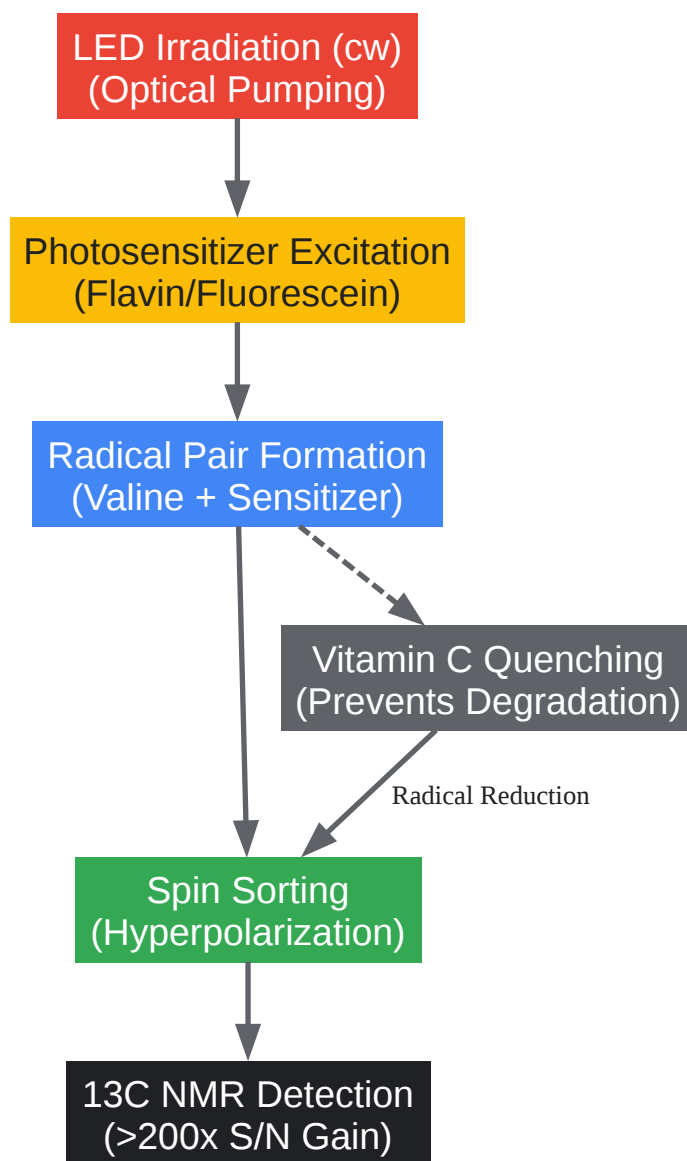 LED Irradiation (cw)
(Optical Pumping)
Photosensitizer Excitation
(Flavin/Fluorescein)
Radical Pair Formation
(Valine + Sensitizer)
Vitamin C Quenching
(Prevents Degradation)
Radical Reduction
Spin Sorting
(Hyperpolarization)
13C NMR Detection
(>200x S/N Gain)